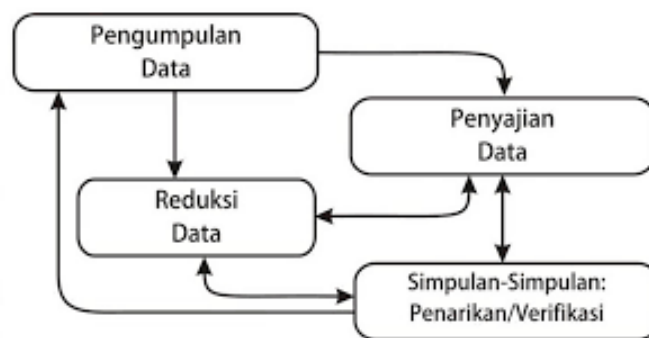 Pengumpulan
Data
Penyajian
Data
Reduksi
Data
Simpulan-Simpulan:
Penarikan/Verifikasi